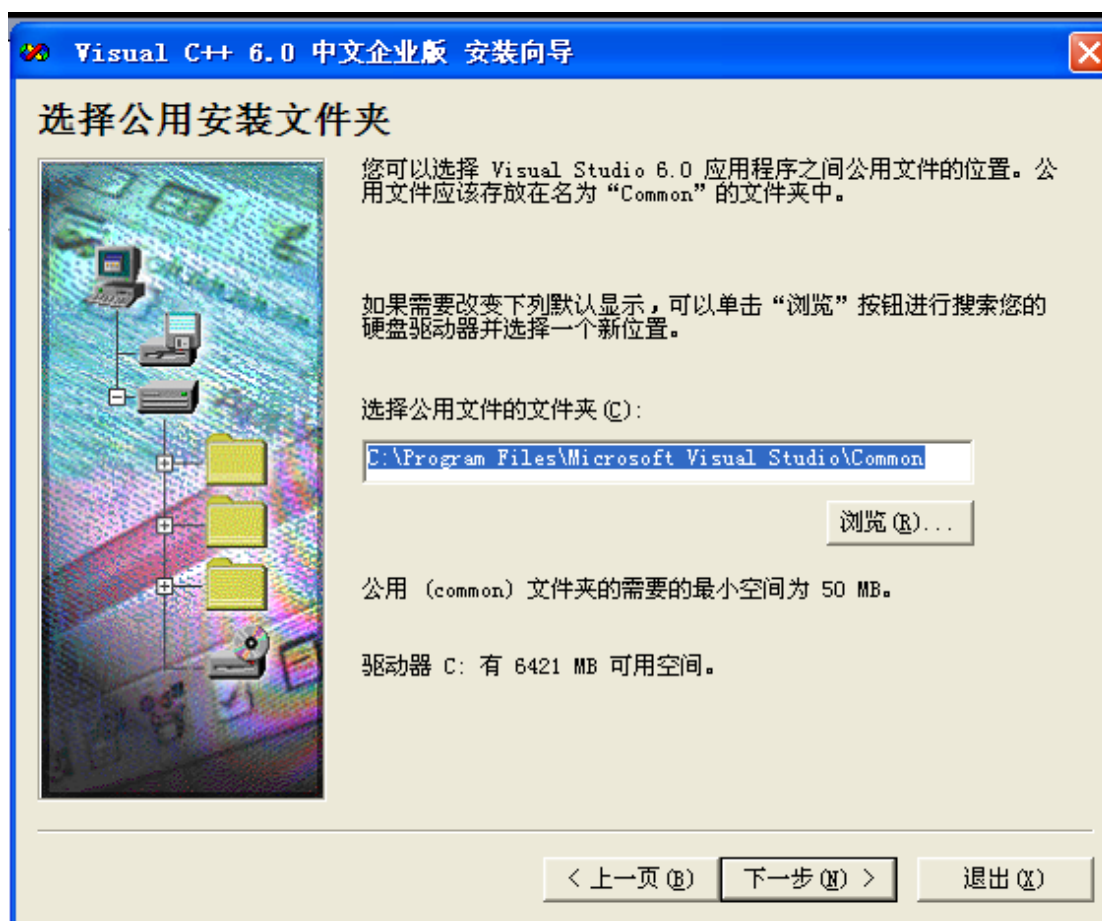 Visual C++ 6.0 中文企业版 安装向导
选择公用安装文件夹
您可以选择 Visual Studio 6.0 应用程序之间公用文件的位置。公
用文件应该存放在名为“Common”的文件夹中。
如果需要改变下列默认显示，可以单击“浏览”按钮进行搜索您的
硬盘驱动器并选择一个新位置。
选择公用文件的文件夹(C):
C:\Program Files\Microsoft Visual Studio\Common
浏览(R)...
公用 (common) 文件夹的需要的最小空间为 50 MB。
驱动器 C: 有 6421 MB 可用空间。
< 上一页(B)
下一步(N) >
退出(X)